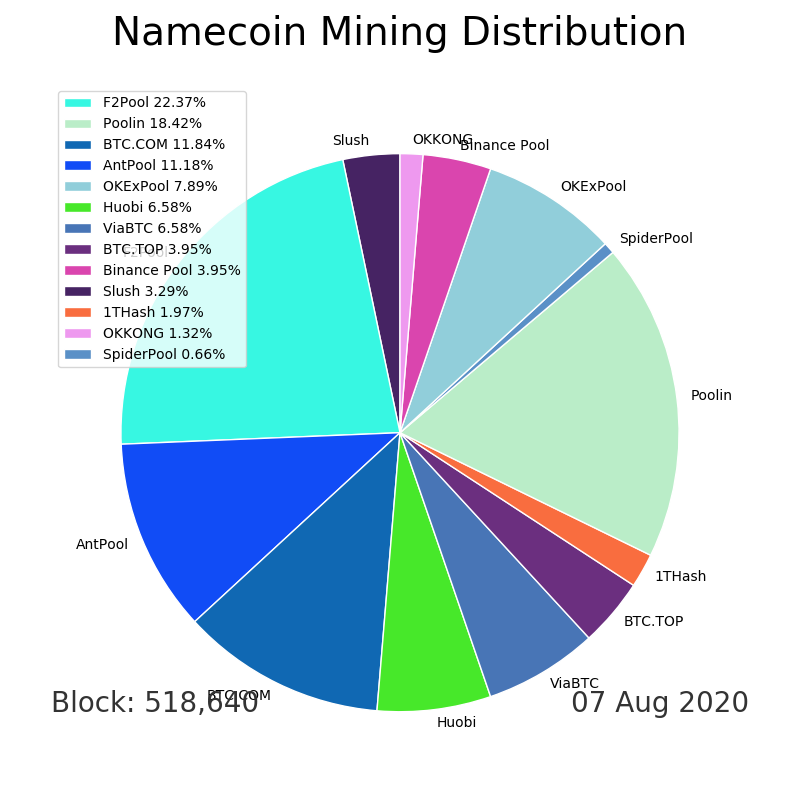 Namecoin Mining Distribution
F2Pool 22.37%
Poolin 18.42%
BTC.COM 11.84%
AntPool 11.18%
OKExPool 7.89%
Huobi 6.58%
ViaBTC 6.58%
BTC.TOP 3.95%
Binance Pool 3.95%
Slush 3.29%
1THash 1.97%
OKKONG 1.32%
SpiderPool 0.66%
Slush
OKKONG
Binance Pool
OKExPool
SpiderPool
F2Pool
Poolin
AntPool
1THash
BTC.TOP
ViaBTC
BTC.COM
Huobi
Block: 518,640
07 Aug 2020